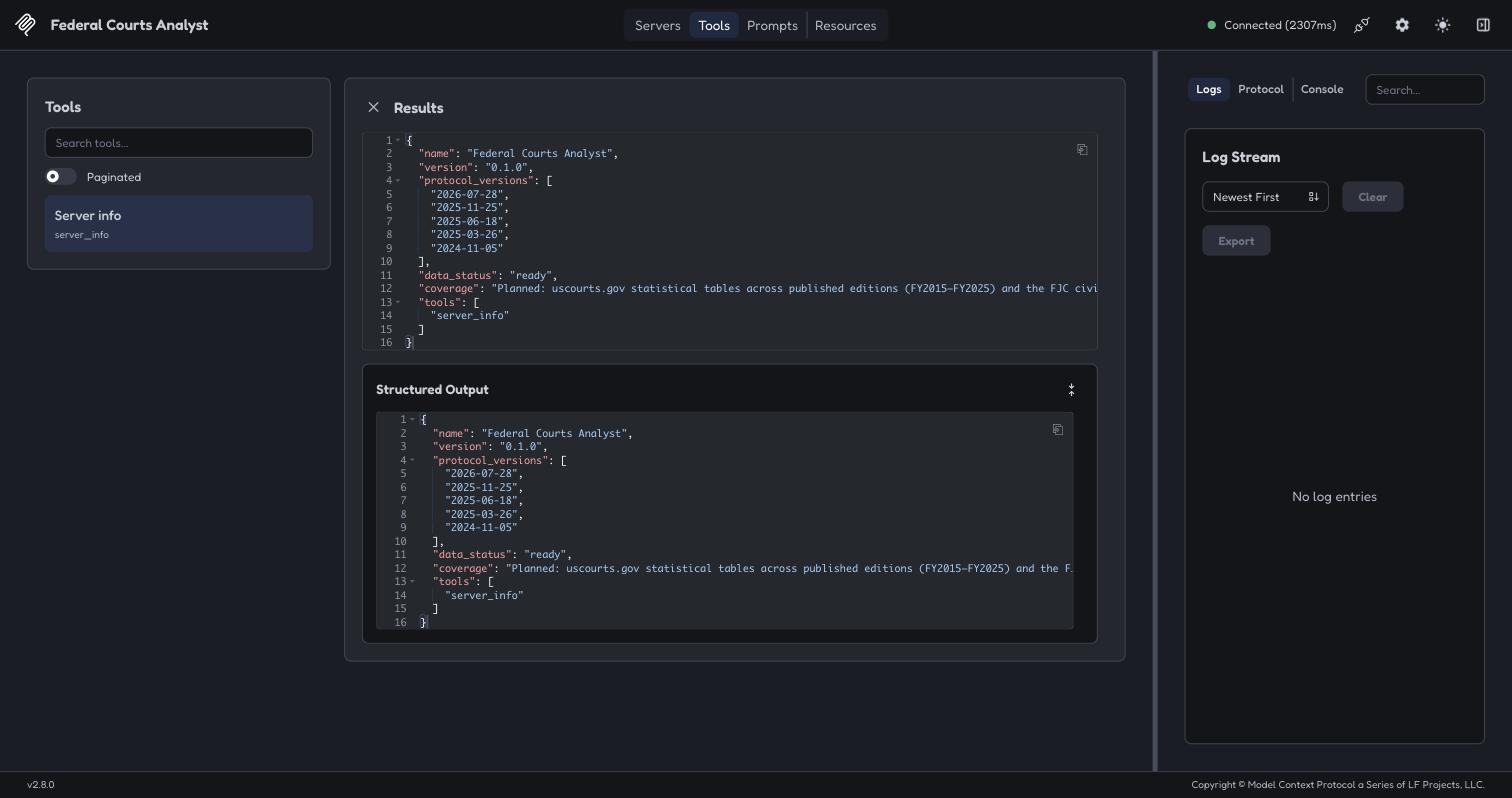 Federal Courts Analyst
Servers
Tools
Prompts
Resources
Connected (2307ms)
Tools
Search tools...
Paginated
Server info
server_info
Results
1 {
2 "name": "Federal Courts Analyst",
3 "version": "0.1.0",
4 "protocol_versions": [
5 "2026-07-28",
6 "2025-11-25",
7 "2025-06-18",
8 "2025-03-26",
9 "2024-11-05"
10 ],
11 "data_status": "ready",
12 "coverage": "Planned: uscourts.gov statistical tables across published editions (FY2015–FY2025) and the FJC civi
13 "tools": [
14 "server_info"
15 ]
16 }
Structured Output
1 {
2 "name": "Federal Courts Analyst",
3 "version": "0.1.0",
4 "protocol_versions": [
5 "2026-07-28",
6 "2025-11-25",
7 "2025-06-18",
8 "2025-03-26",
9 "2024-11-05"
10 ],
11 "data_status": "ready",
12 "coverage": "Planned: uscourts.gov statistical tables across published editions (FY2015–FY2025) and the F
13 "tools": [
14 "server_info"
15 ]
16 }
Logs
Protocol
Console
Search...
Log Stream
Newest First
Clear
Export
No log entries
v2.8.0
Copyright © Model Context Protocol a Series of LF Projects, LLC.